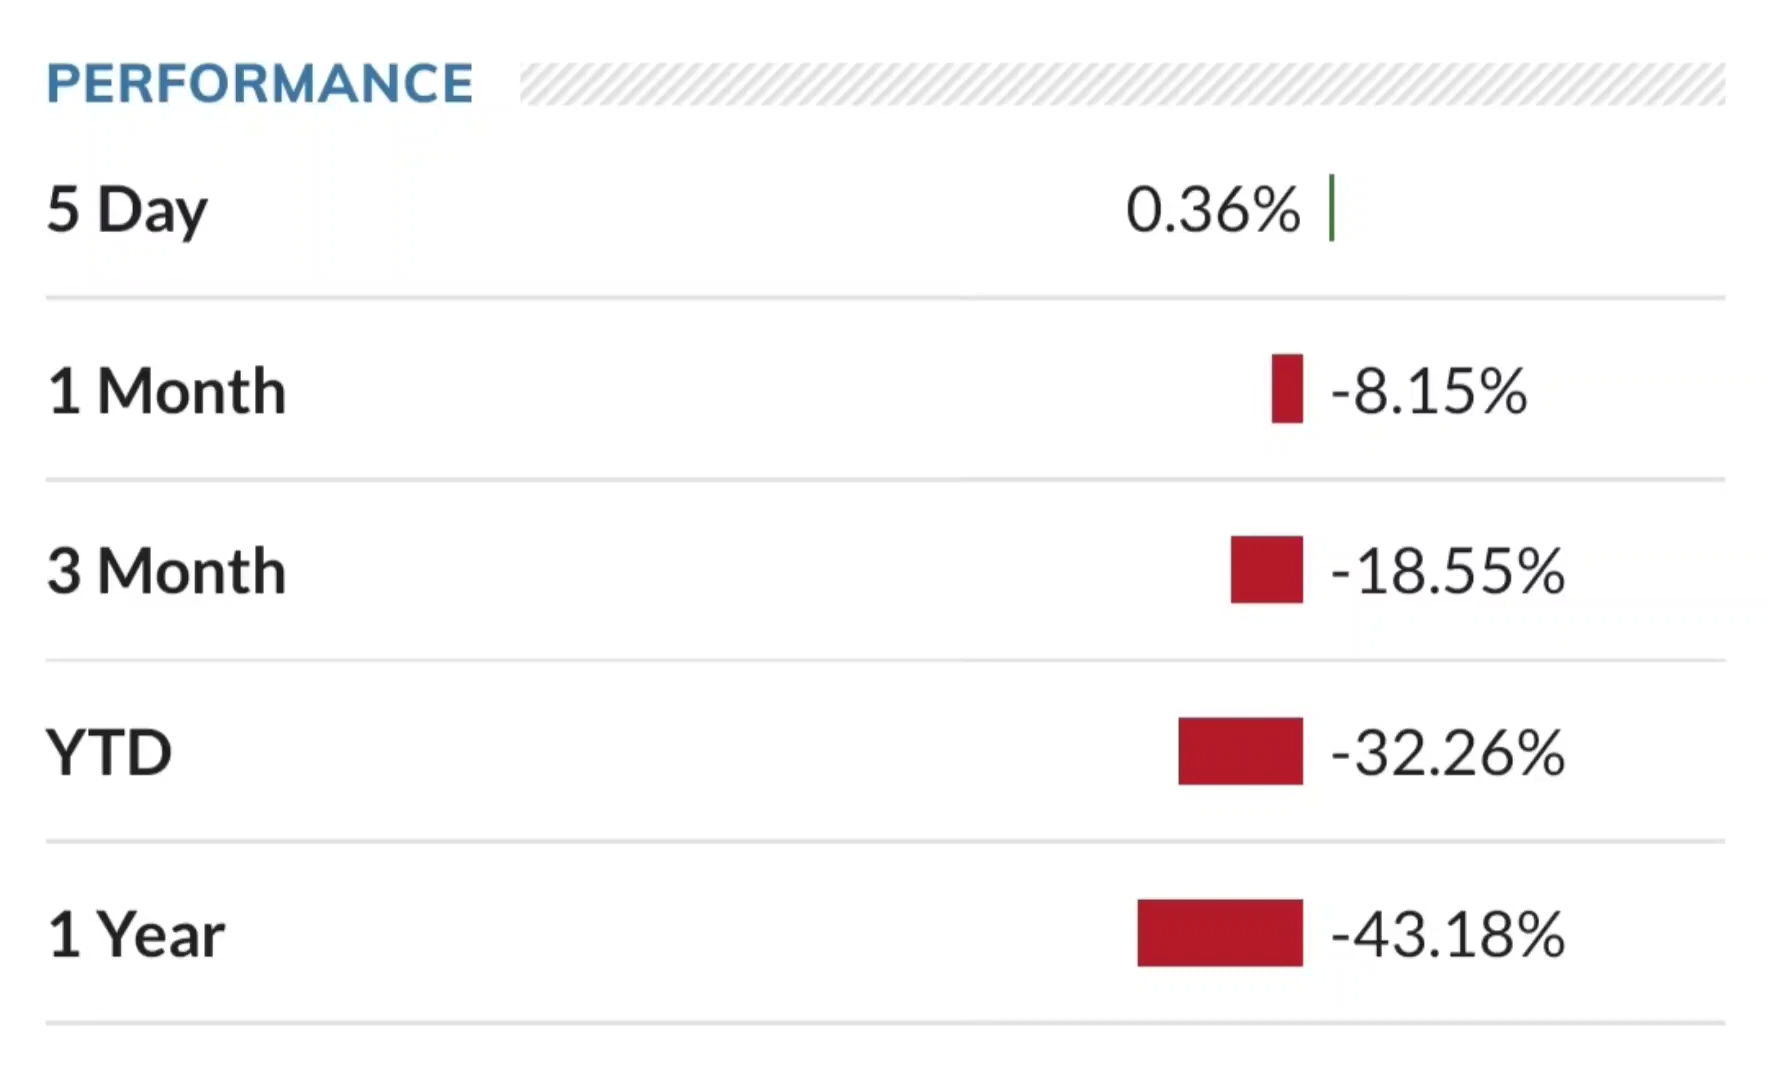 PERFORMANCE
5 Day 0.36%
1 Month -8.15%
3 Month -18.55%
YTD -32.26%
1 Year -43.18%